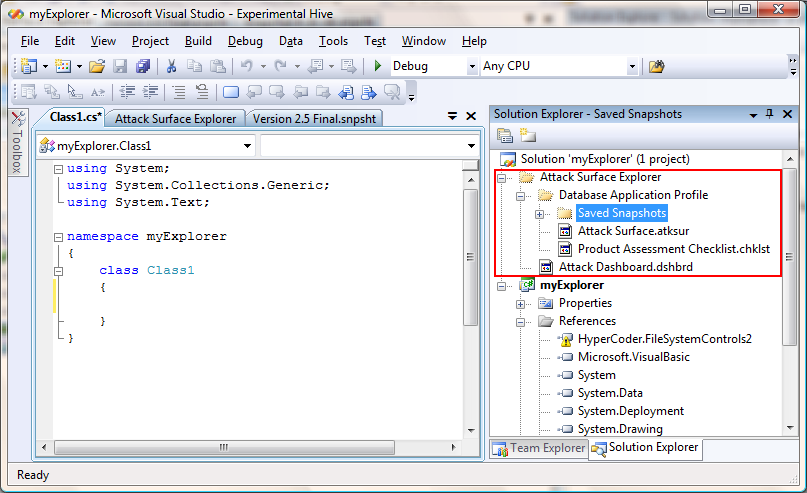 myExplorer - Microsoft Visual Studio - Experimental Hive
File Edit View Project Build Debug Data Tools Test Window Help
Debug Any CPU
Class1.cs* Attack Surface Explorer Version 2.5 Final.snpsht
Toolbox
myExplorer.Class1
using System;
using System.Collections.Generic;
using System.Text;
namespace myExplorer
{
class Class1
{
}
}
Solution Explorer - Saved Snapshots
Solution 'myExplorer' (1 project)
Attack Surface Explorer
Database Application Profile
Saved Snapshots
Attack Surface.atksur
Product Assessment Checklist.chklst
Attack Dashboard.dshbrd
myExplorer
Properties
References
HyperCoder.FileSystemControls2
Microsoft.VisualBasic
System
System.Data
System.Deployment
System.Drawing
Team Explorer Solution Explorer
Ready